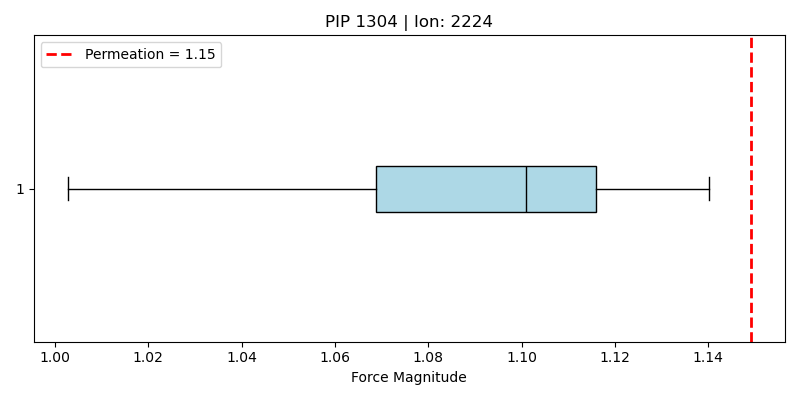 PIP 1304 | Ion: 2224
Permeation = 1.15
1
1.00 1.02 1.04 1.06 1.08 1.10 1.12 1.14
Force Magnitude